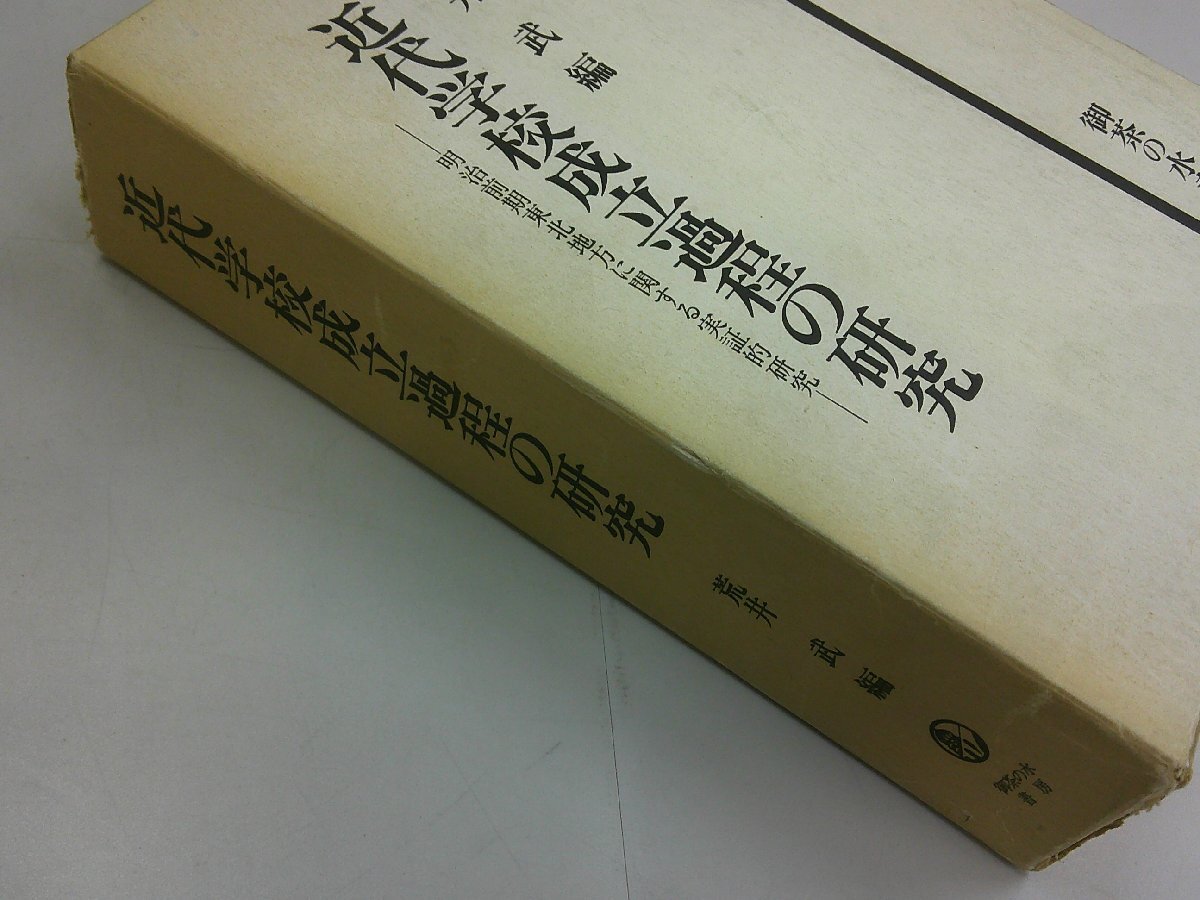 武 編
近代学校成立過程の研究
―明治前期東北地方に関する実証的研究―
御茶の水
近代学校成立過程の研究
荒井 武 編
御茶の水
書房